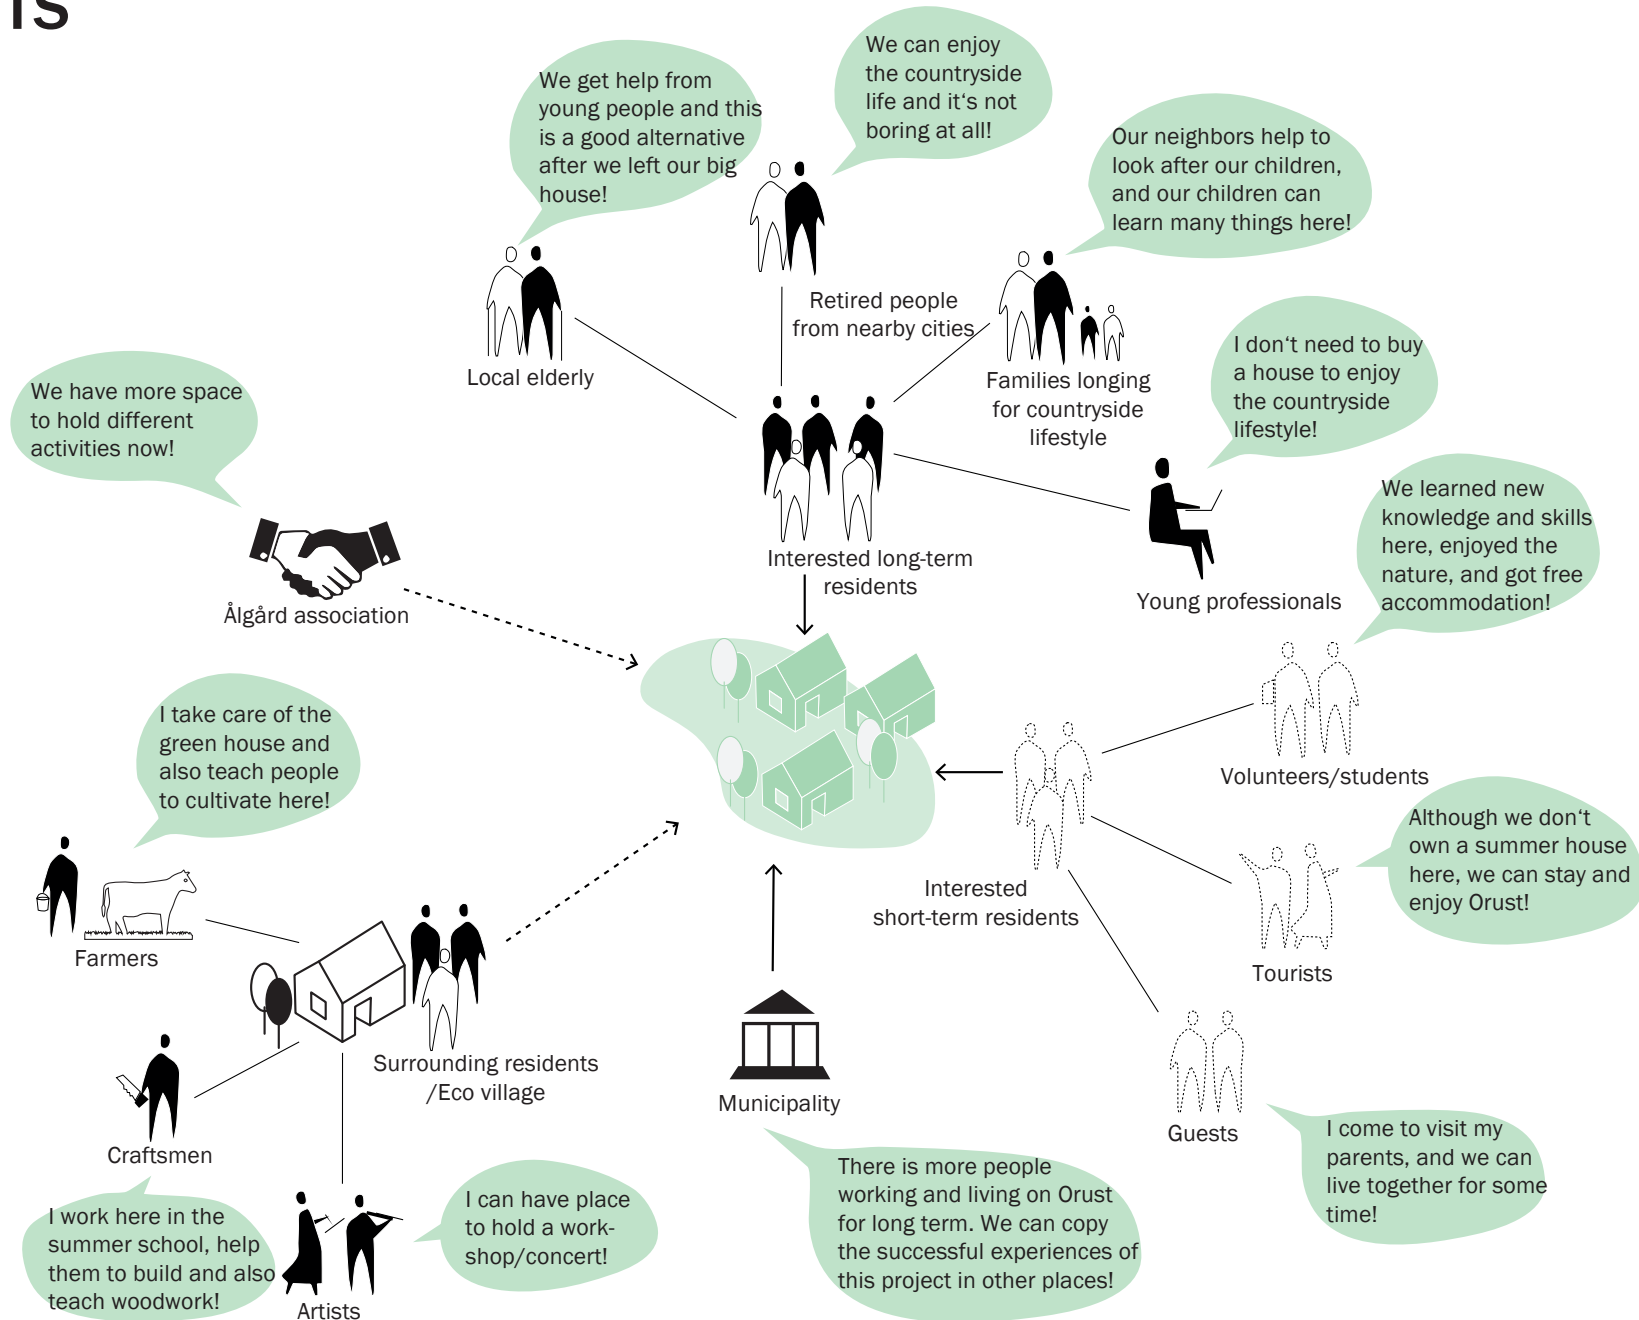 We get help from
young people and this
is a good alternative
after we left our big
house!
We can enjoy
the countryside
life and it‘s not
boring at all!
Our neighbors help to
look after our children,
and our children can
learn many things here!
Retired people
from nearby cities
Local elderly
Families longing
for countryside
lifestyle
I don‘t need to buy
a house to enjoy
the countryside
lifestyle!
We have more space
to hold different
activities now!
We learned new
knowledge and skills
here, enjoyed the
nature, and got free
accommodation!
Interested long-term
residents
Young professionals
Ålgård association
I take care of the
green house and
also teach people
to cultivate here!
Volunteers/students
Although we don‘t
own a summer house
here, we can stay and
enjoy Orust!
Interested
short-term residents
Farmers
Tourists
Surrounding residents
/Eco village
Municipality
Guests
Craftsmen
I come to visit my
parents, and we can
live together for some
time!
There is more people
working and living on Orust
for long term. We can copy
the successful experiences of
this project in other places!
I can have place
to hold a work-
shop/concert!
I work here in the
summer school, help
them to build and also
teach woodwork!
Artists